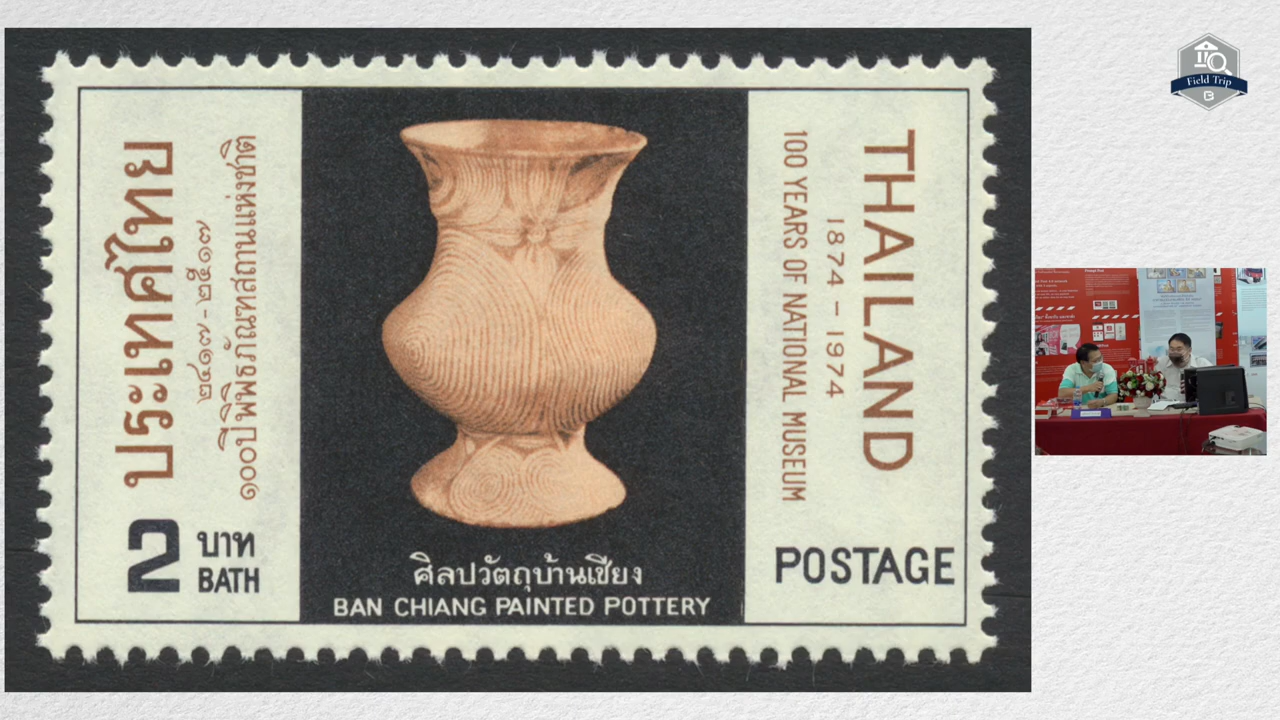 ประเทศไทย
๒๔๑๗ - ๒๕๑๗
๑๐๐ปีพิพิธภัณฑสถานแห่งชาติ
2 บาท
BATH
ศิลปวัตถุบ้านเชียง
BAN CHIANG PAINTED POTTERY
100 YEARS OF NATIONAL MUSEUM
1874 - 1974
THAILAND
POSTAGE
Field Trip